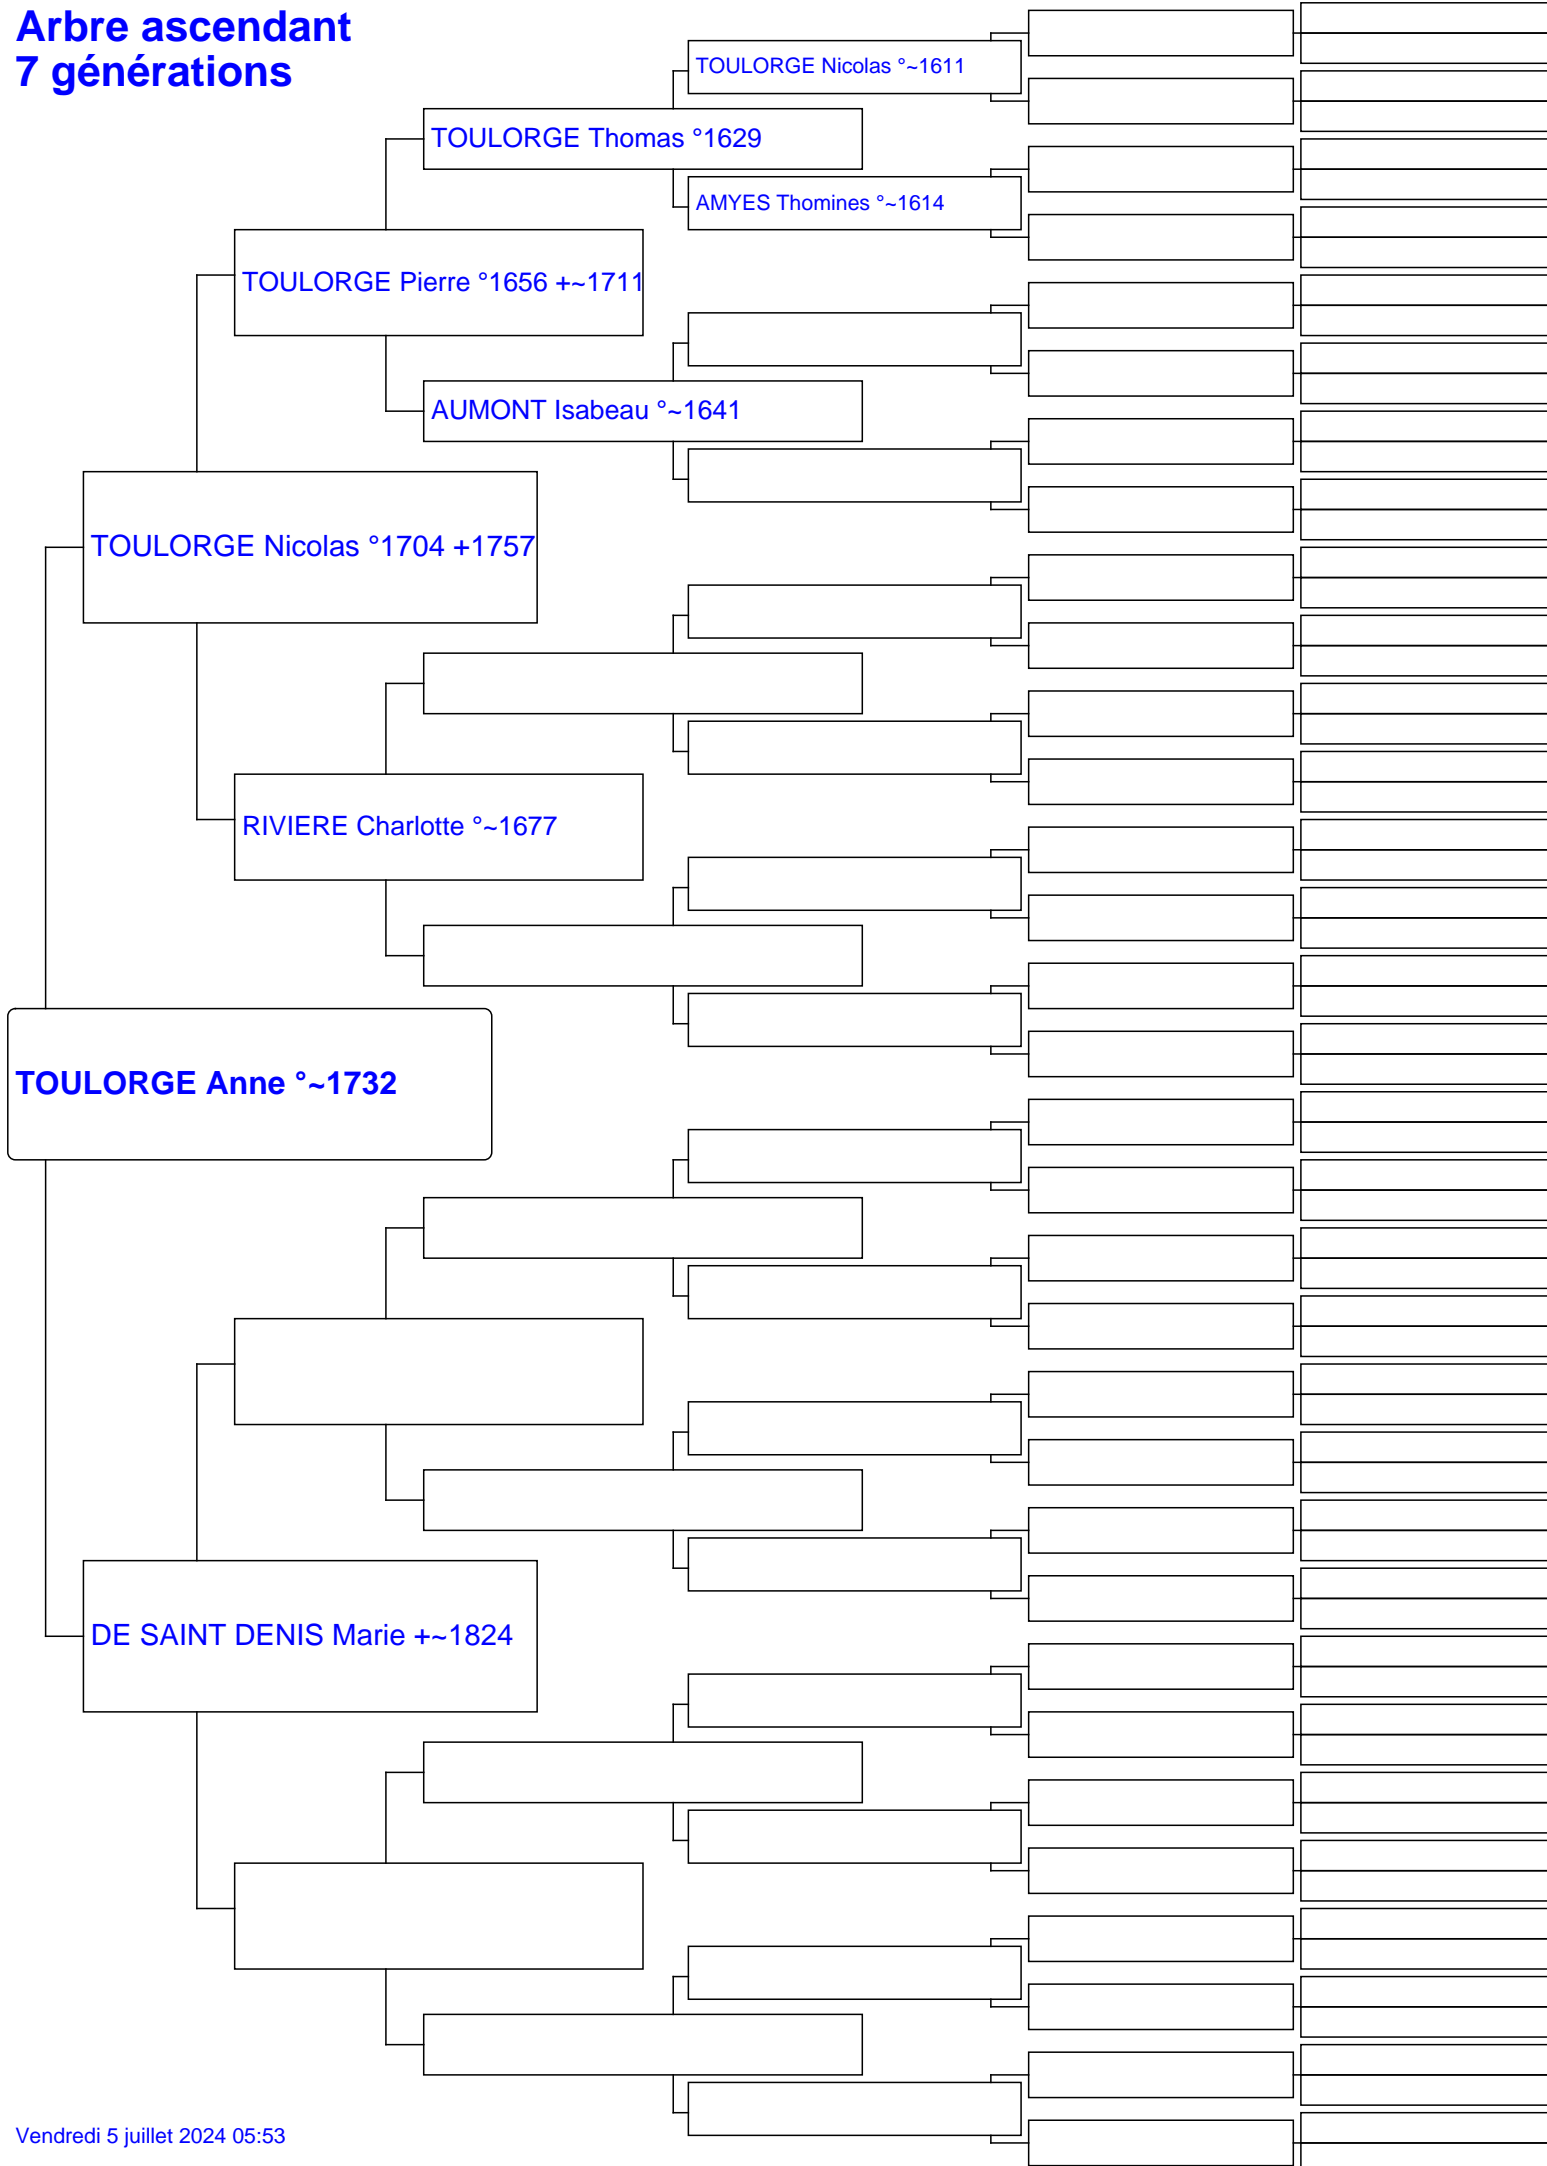 Arbre ascendant
7 générations
TOULORGE Nicolas °~1611
TOULORGE Thomas °1629
AMYES Thomines °~1614
TOULORGE Pierre °1656 +~1711
AUMONT Isabeau °~1641
TOULORGE Nicolas °1704 +1757
RIVIERE Charlotte °~1677
TOULORGE Anne °~1732
DE SAINT DENIS Marie +~1824
Vendredi 5 juillet 2024 05:53